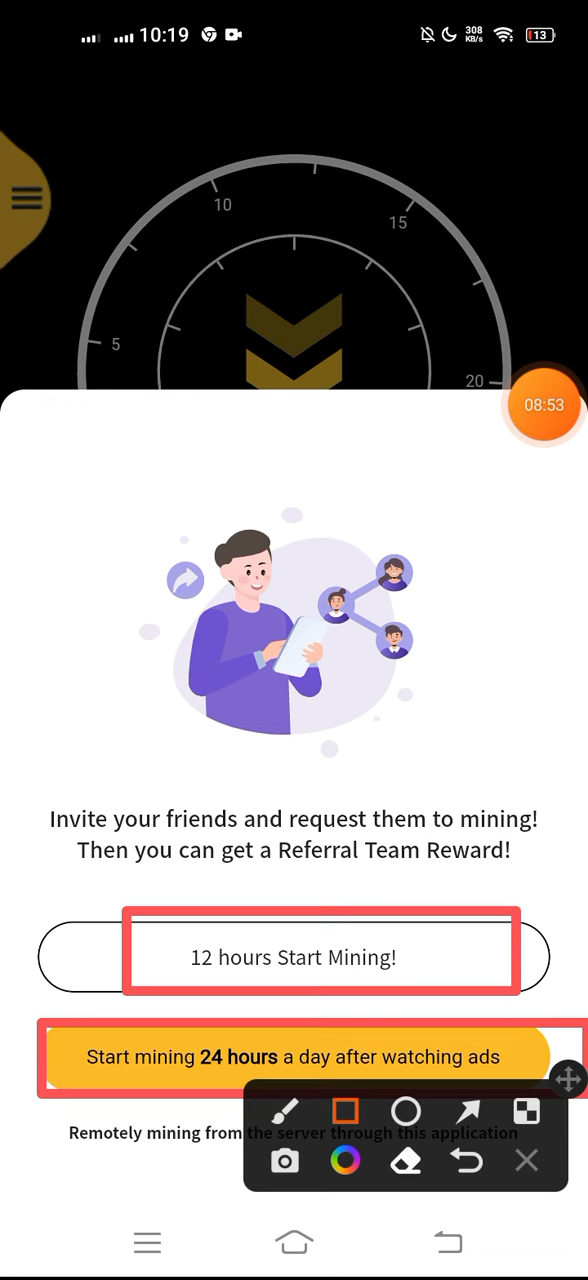 10:19
308
KB/s
13
10
15
5
20
08:53
Invite your friends and request them to mining!
Then you can get a Referral Team Reward!
12 hours Start Mining!
Start mining 24 hours a day after watching ads
Remotely mining from the server through this application